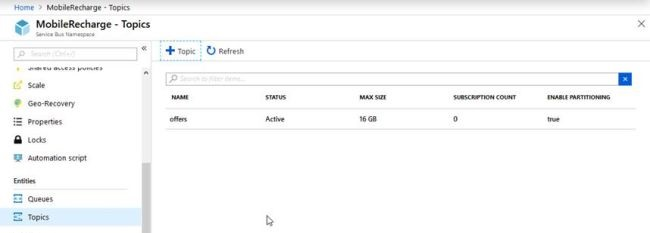 Home > MobileRecharge - Topics
MobileRecharge - Topics
Service Bus Namespace
Search (Ctrl+/)
Shared access policies
Scale
Geo-Recovery
Properties
Locks
Automation script
Entities
Queues
Topics
+ Topic Refresh
Search to filter items...
NAME STATUS MAX SIZE SUBSCRIPTION COUNT ENABLE PARTITIONING
offers Active 16 GB 0 true